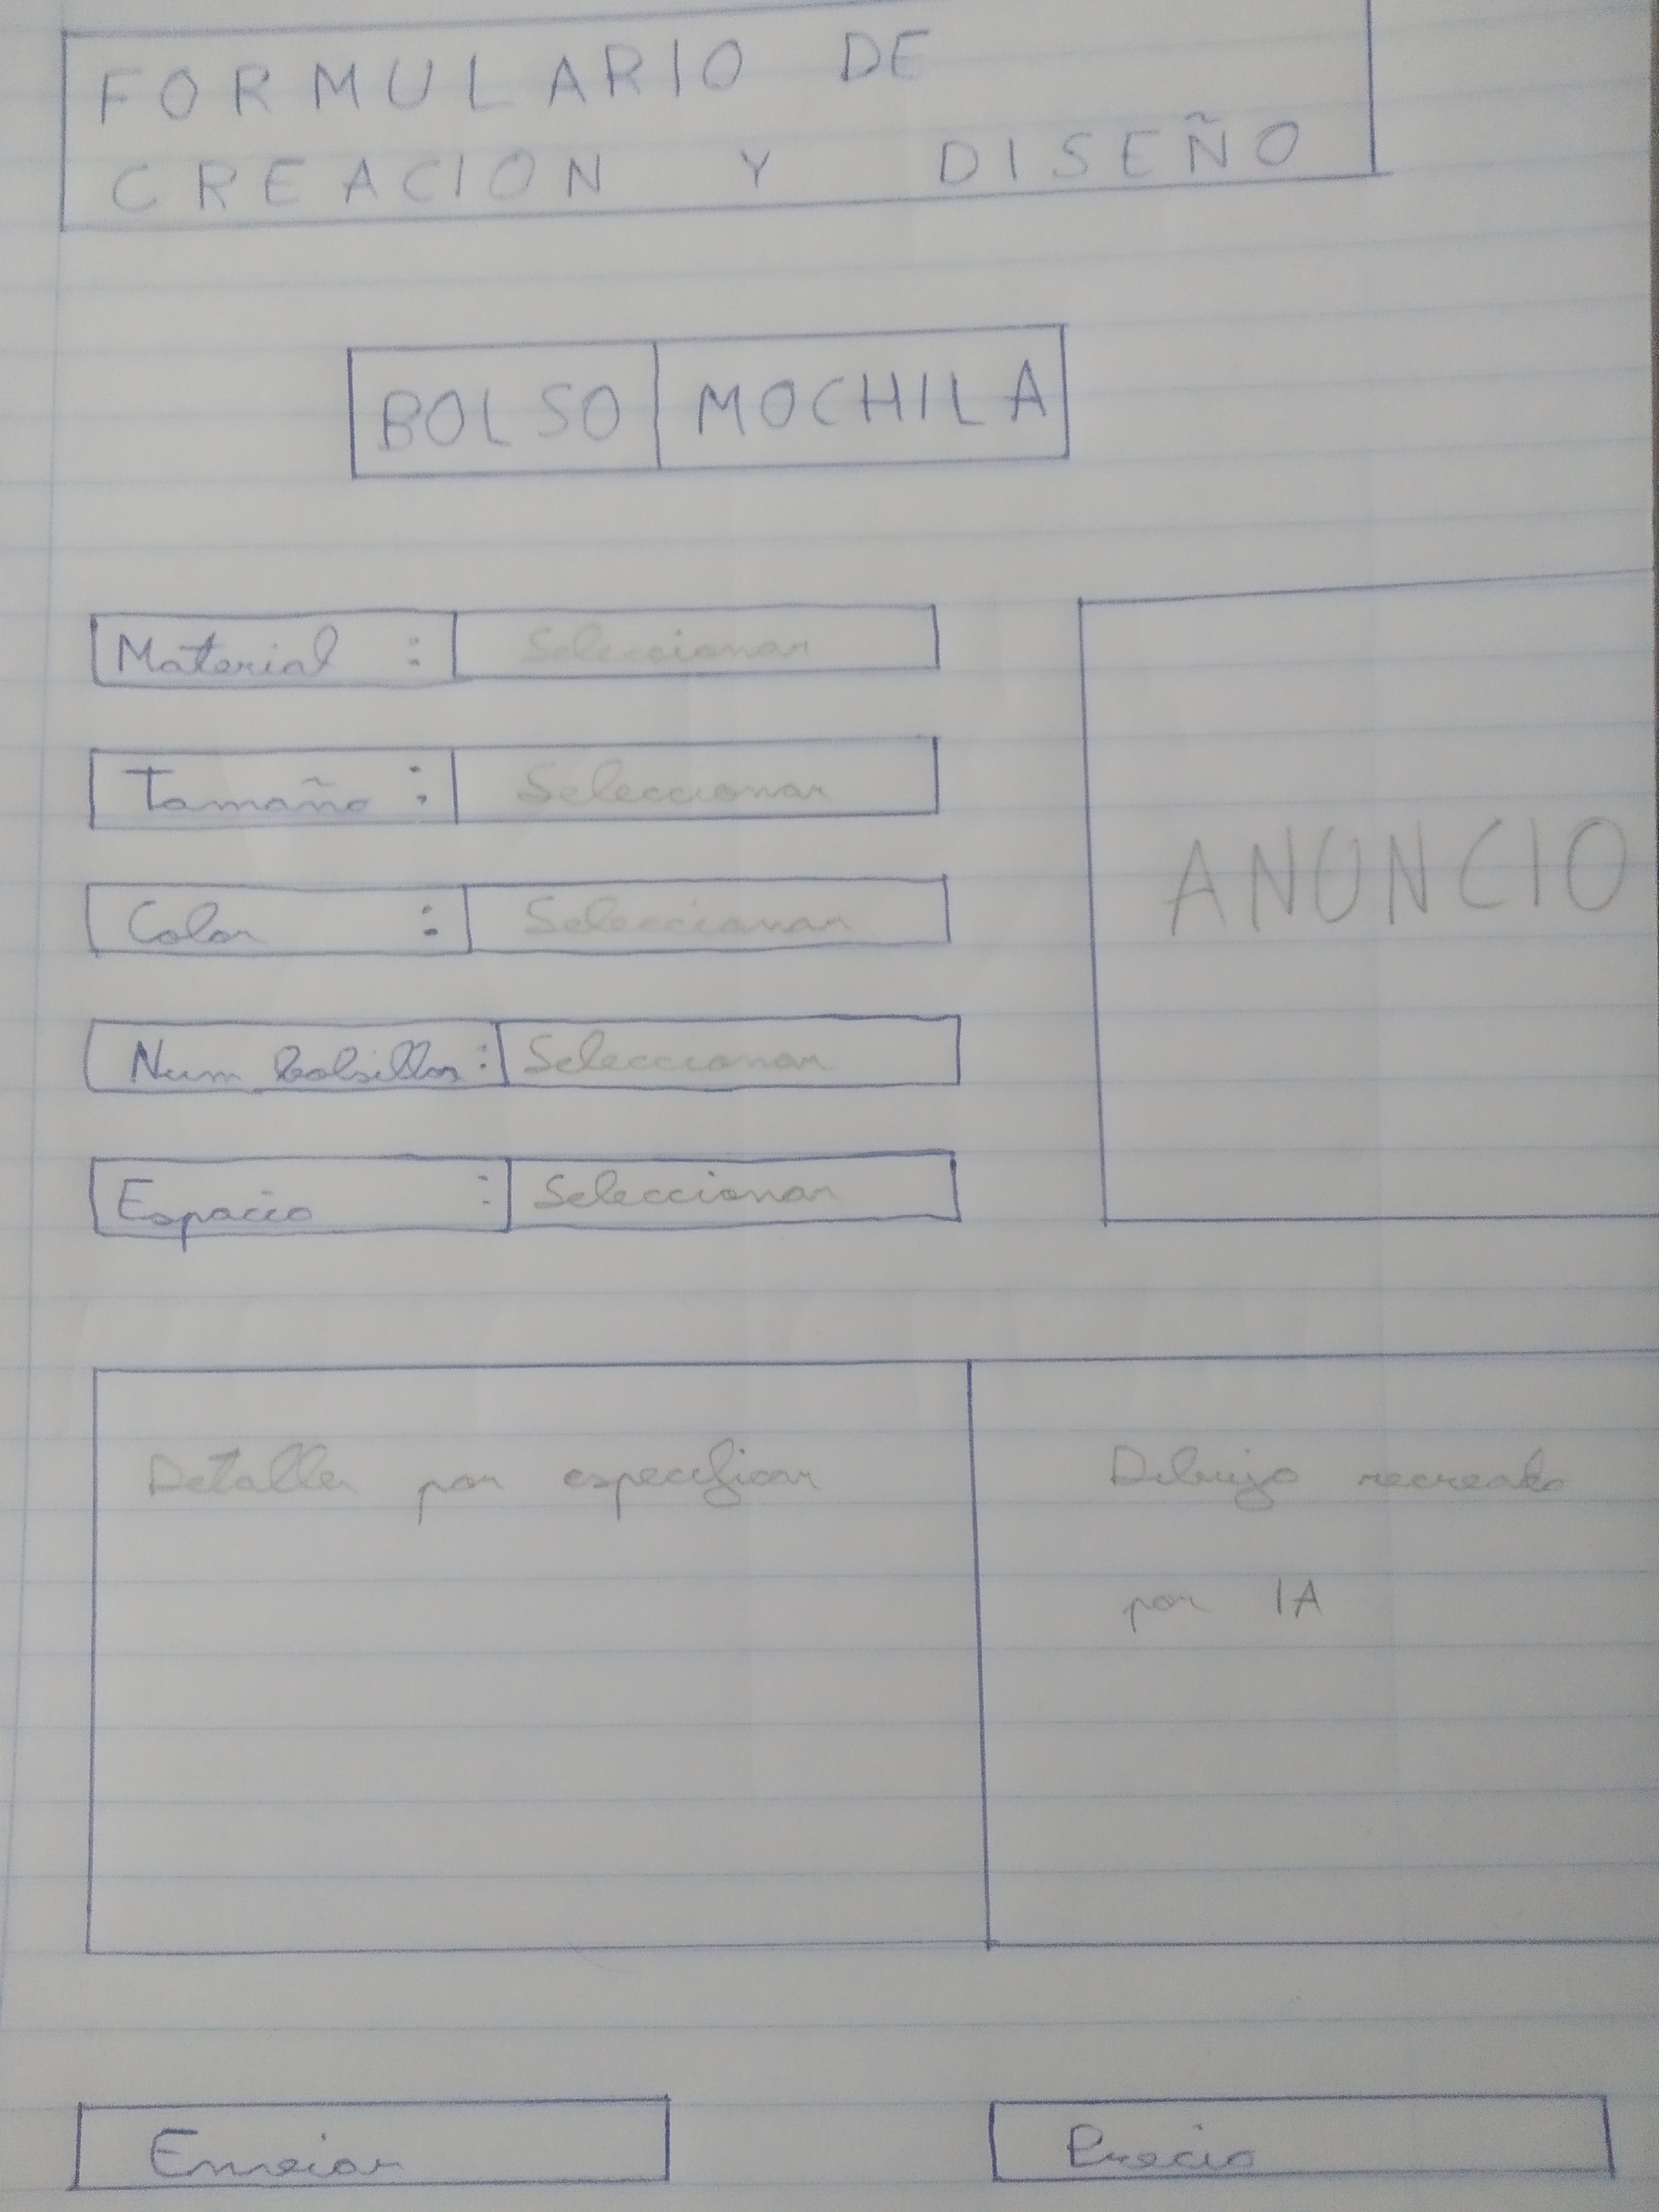 FORMULARIO DE
CREACION Y DISEÑO
BOLSO MOCHILA
Material : Seleccionar
Tamaño : Seleccionar
Color : Seleccionar
ANUNCIO
Num bolsillos : Seleccionar
Espacio : Seleccionar
Detalles por especificar
Dibujo recreado
por IA
Enviar
Precio